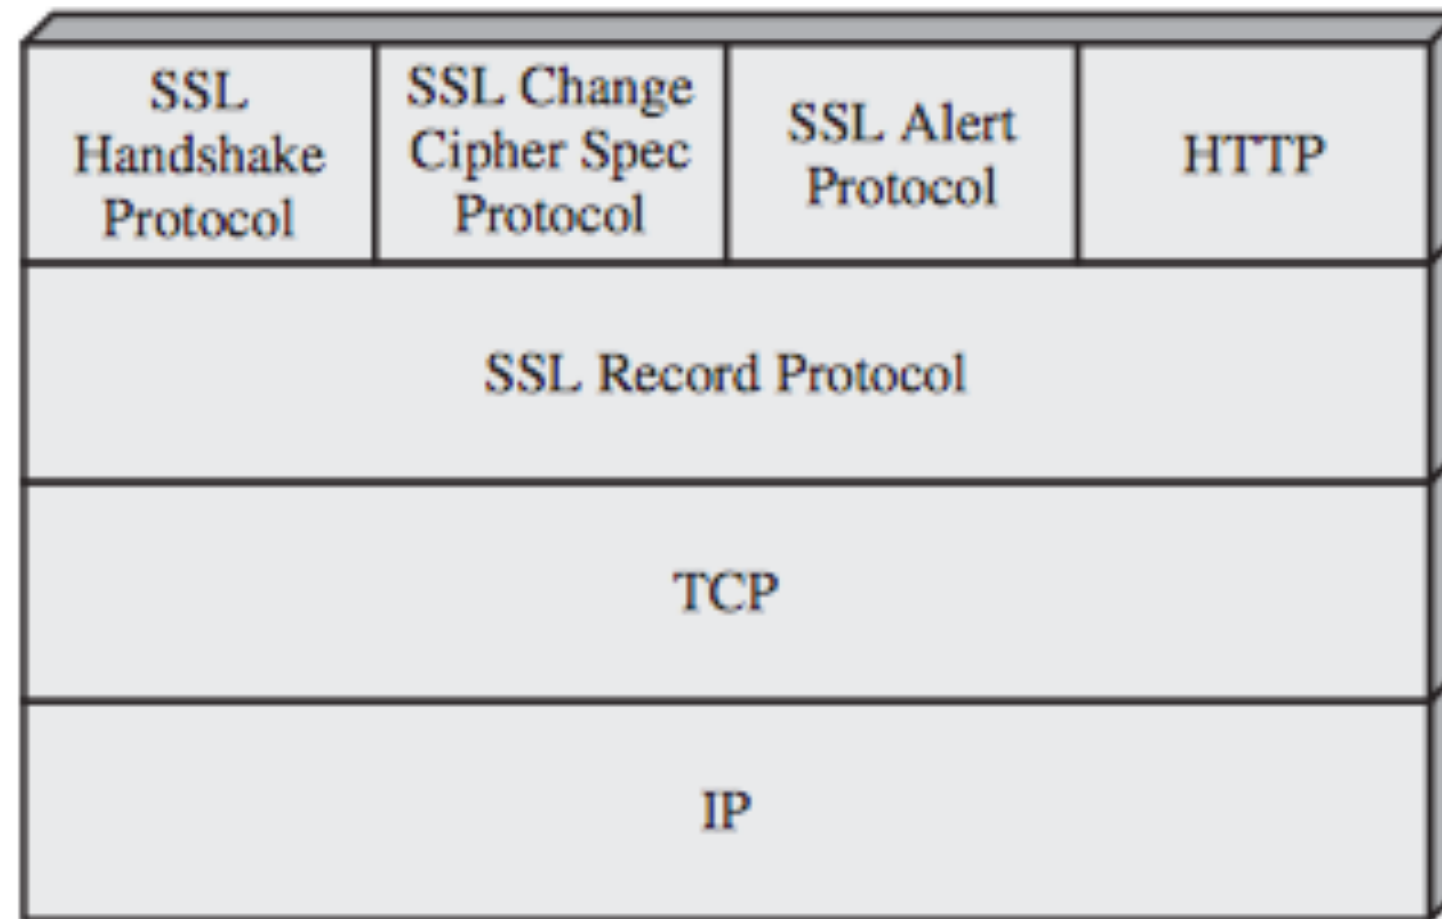 SSL
Handshake
Protocol
SSL Change
Cipher Spec
Protocol
SSL Alert
Protocol
HTTP
SSL Record Protocol
TCP
IP